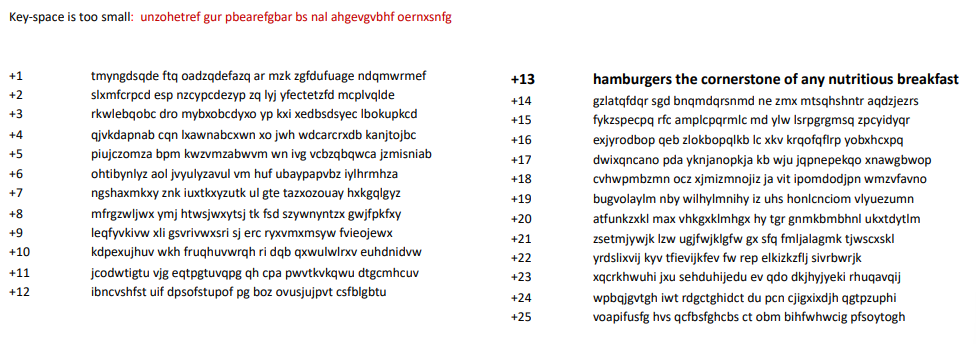 Key-space is too small: unzohetref gur pbearefgbar bs nal ahgevgvbhf oernxsnfg
+1 tmyngdsqde ftq oadzqdefazq ar mzk zgfdufuage ndqmwrmef
+2 slxmfcrpcd esp nzcypcdezyp zq lyj yfectetzfd mcplvqlde
+3 rkwlebqobc dro mybxobcdyxo yp kxi xedbsdsyec lbokupkcd
+4 qjvkdapnab cqn lxawnabcxwn xo jwh wdcarcrxdb kanjtojbc
+5 piujczomza bpm kwzvmzabwvm wn ivg vcbzqbqwca jzmisniab
+6 ohtibynlyz aol jvyulyzavul vm huf ubaypapvbz iylhrmhza
+7 ngshaxmkxy znk iuxtkxyzutk ul gte tazxozouay hxkgqlgyz
+8 mfrgzwljwx ymj htwsjwxytsj tk fsd szywnyntzx gwjfpkfxy
+9 leqfyvkivw xli gsvrivwxsri sj erc ryxvmxmsyw fvieojewx
+10 kdpexujhuv wkh fruqhuvwrqh ri dqb qxwulwlrxv euhdnidvw
+11 jcodwtigtu vjg eqtpgtuvqpg qh cpa pwvtkvkqwu dtgcmhcuv
+12 ibncvshfst uif dpsofstupof pg boz ovusjujpvt csfblgbtu
+13 hamburgers the cornerstone of any nutritious breakfast
+14 gzlatqfdqr sgd bnqmdqrsnmd ne zmx mtsqhshntr aqdzjezrs
+15 fykzspecpq rfc amplcpqrmlc md ylw lsrpgrgmsq zpcyidyqr
+16 exjyrodbop qeb zlokbopqlkb lc xkv krqofqflrp yobxhcxpq
+17 dwixqncano pda yknjanopkja kb wju jqpnepekqo xnawgbwop
+18 cvhwpmbzmn ocz xjmizmnojiz ja vit ipomdodjpn wmzvfavno
+19 bugvolaylm nby wilhylmnihy iz uhs honlcnciom vlyuezumn
+20 atfunkzxkl max vhkgxklmhgx hy tgr gnmkbmbhnl ukxtdytlm
+21 zsetmjywjk lzw ugjfwjklgfw gx sfq fmljalagmk tjwscxskl
+22 yrdslixvij kyv tfievijkfev fw rep elkizkzflj sivrbwrjk
+23 xqcrkhwuhi jxu sehduhijedu ev qdo dkjhyjyeki rhuqavqij
+24 wpbqjgvtgh iwt rdgctghidct du pcn cjigxixdjh qgtpzuphi
+25 voapifusfg hvs qcfbsfghcbs ct obm bihfwhwcig pfsoytogh